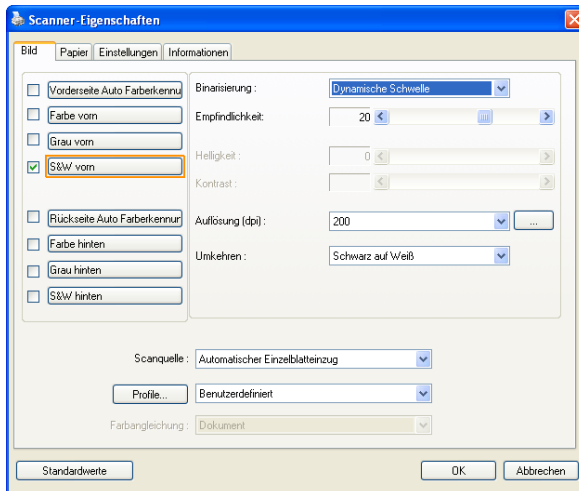 Scanner-Eigenschaften
Bild Papier Einstellungen Informationen
Vorderseite Auto Farberkennu
Farbe vorn
Grau vorn
S&W vorn
Rückseite Auto Farberkennur
Farbe hinten
Grau hinten
S&W hinten
Binarisierung : Dynamische Schwelle
Empfindlichkeit: 20
Helligkeit : 0
Kontrast :
Auflösung (dpi) : 200 ...
Umkehren : Schwarz auf Weiß
Scanquelle : Automatischer Einzelblatteinzug
Profile... Benutzerdefiniert
Farbangleichung : Dokument
Standardwerte OK Abbrechen